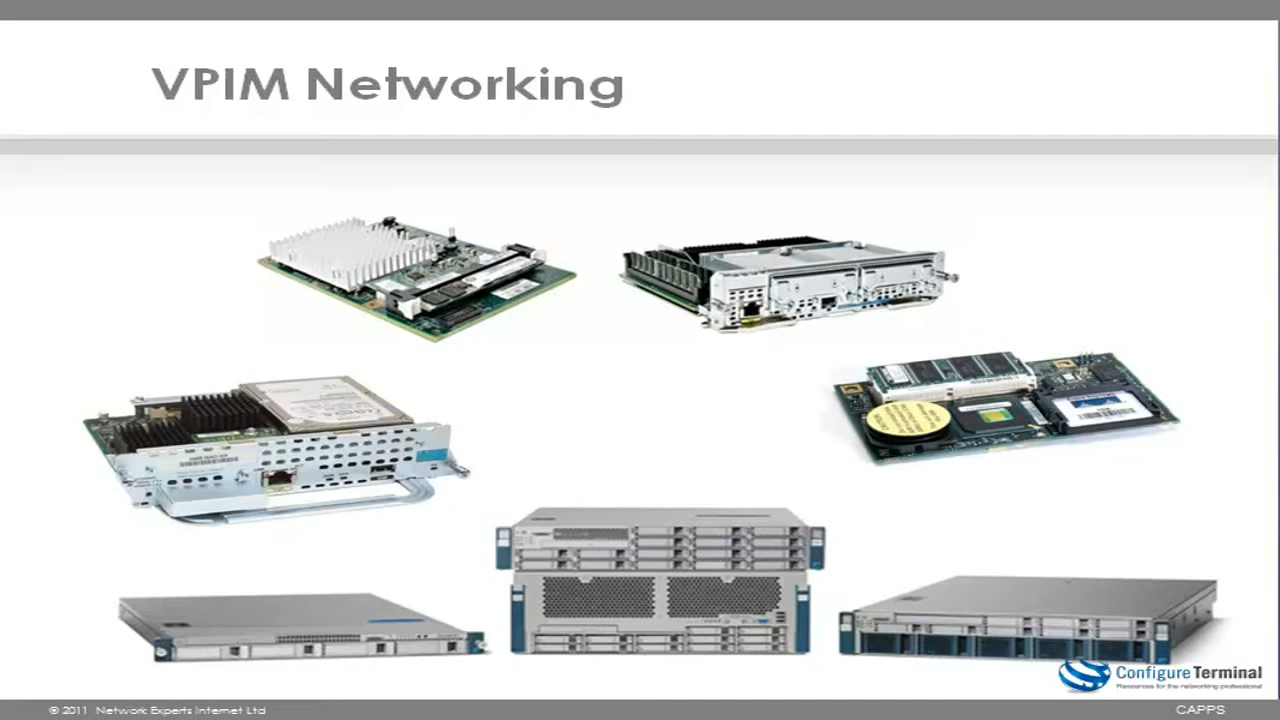 VPIM Networking
Configure Terminal
Resources for the networking professional
© 2011 Network Experts Internet Ltd
CAPPS